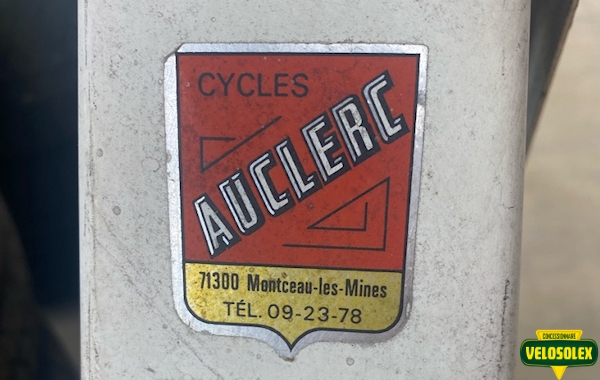 CYCLES
AUCLERC
71300 Montceau-les-Mines
TÉL. 09-23-78
CONCESSIONNAIRE
VELOSOLEX